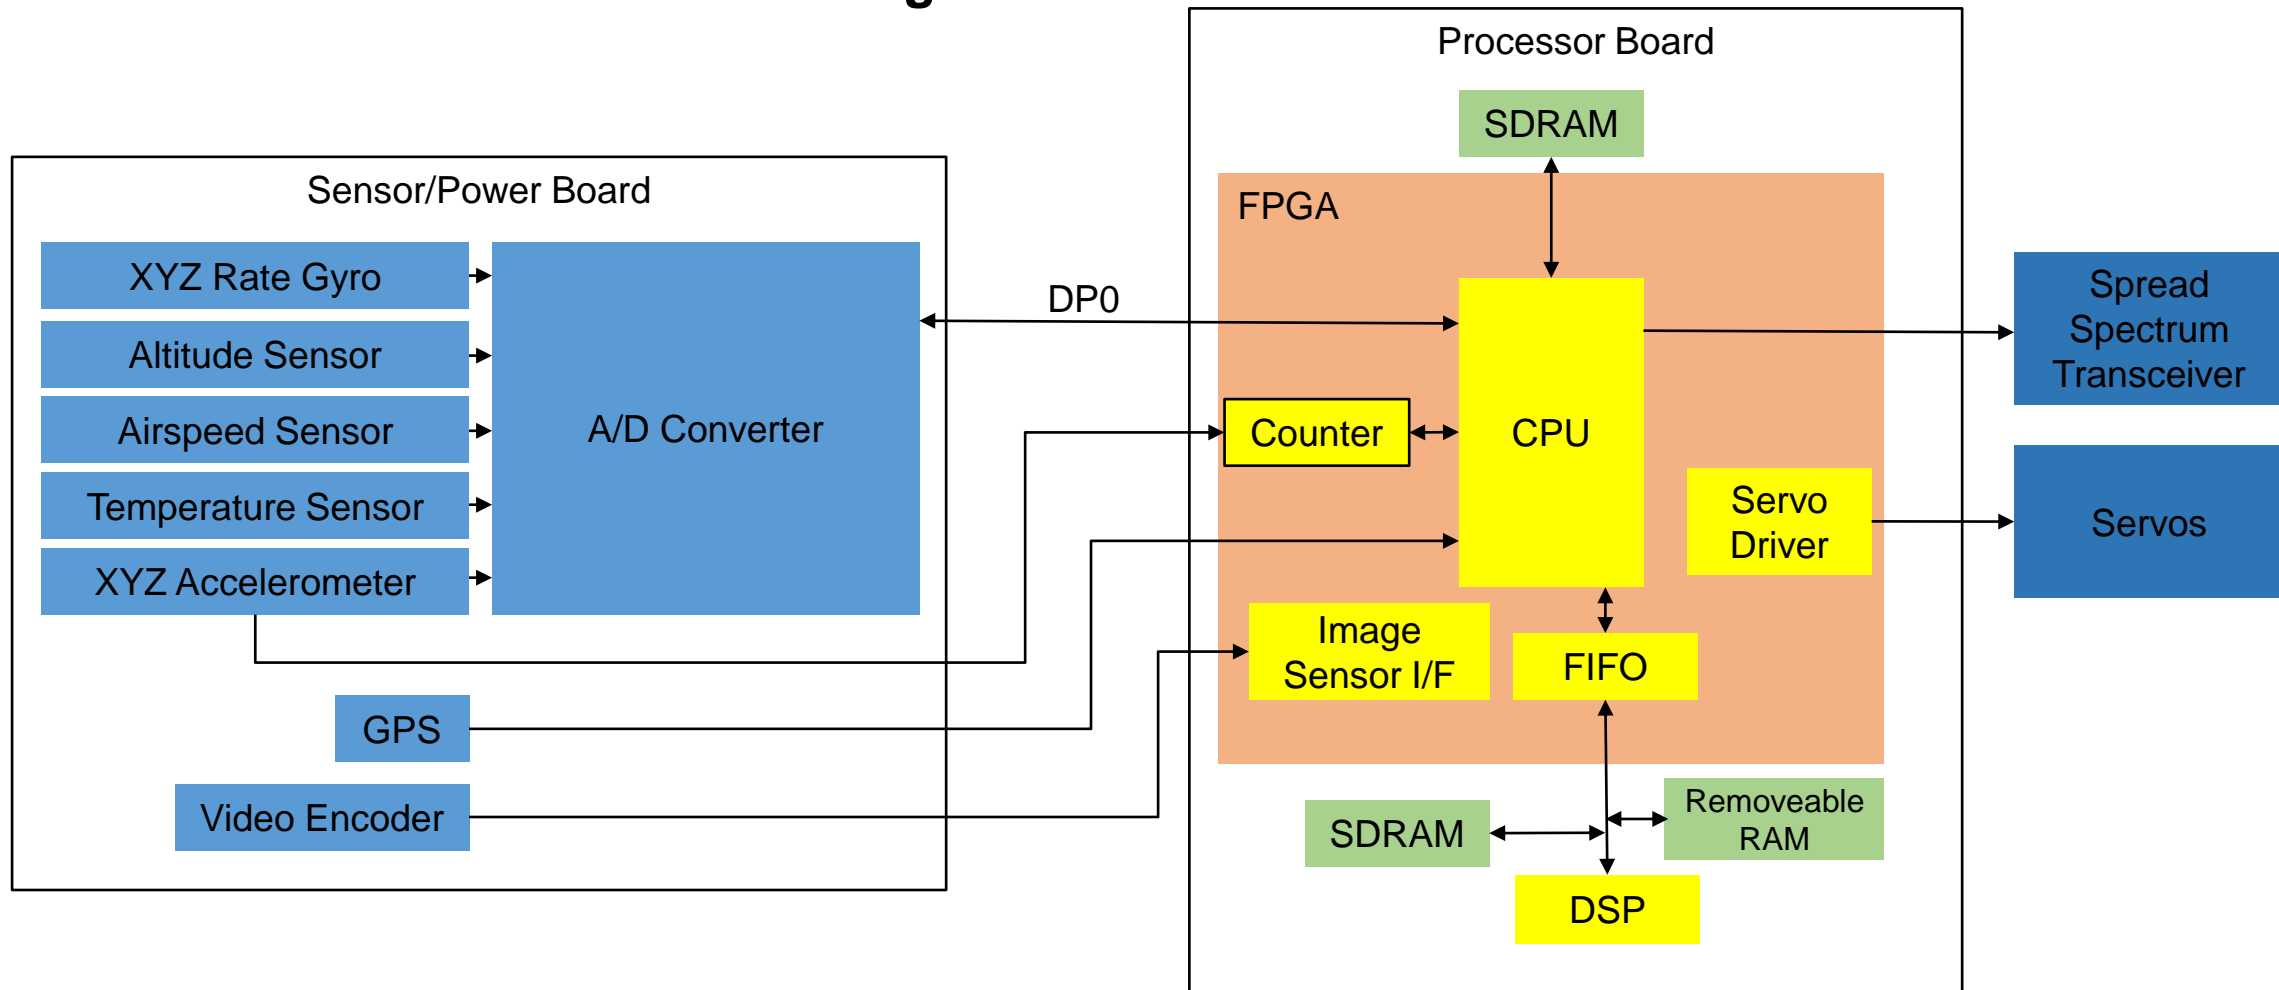 Processor Board
SDRAM
Sensor/Power Board
FPGA
XYZ Rate Gyro
Altitude Sensor
Airspeed Sensor
Temperature Sensor
XYZ Accelerometer
A/D Converter
DP0
Counter
CPU
Spread
Spectrum
Transceiver
Servo
Driver
Servos
Image
Sensor I/F
FIFO
GPS
Video Encoder
SDRAM
Removeable
RAM
DSP